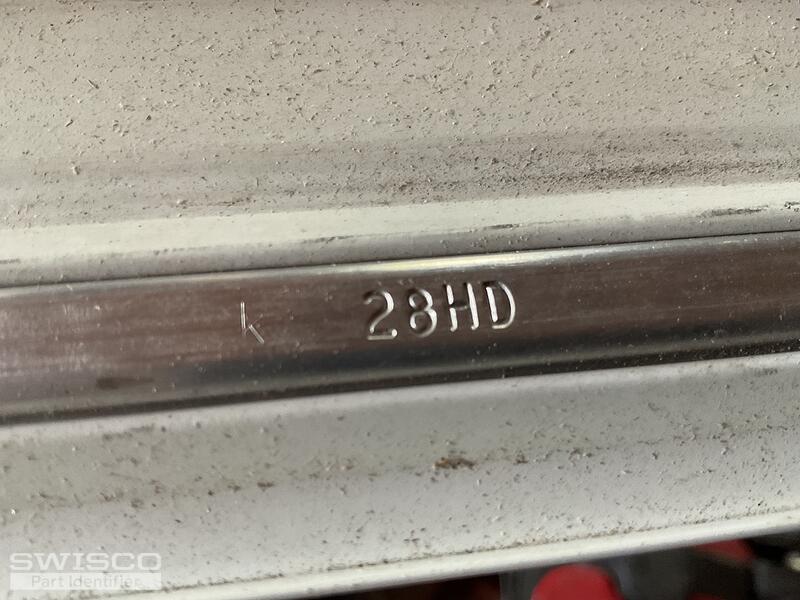 k 28HD
SWISCO
Part Identifier